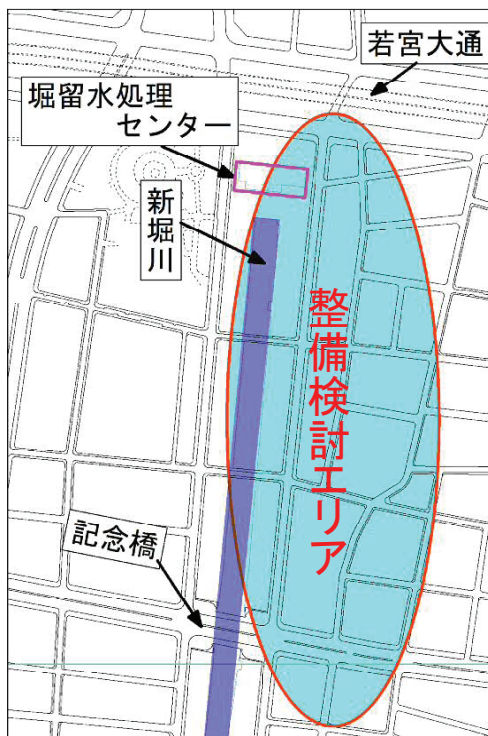 若宮大通
堀留水処理
センター
新堀川
整備検討エリア
記念橋